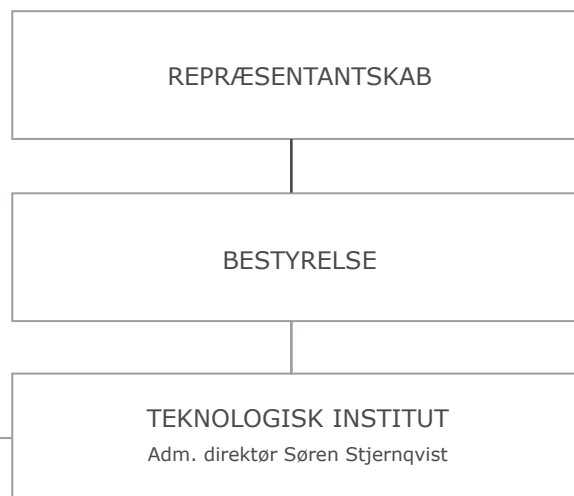 REPRÆSENTANTSKAB
BESTYRELSE
TEKNOLOGISK INSTITUT
Adm. direktør Søren Stjernqvist